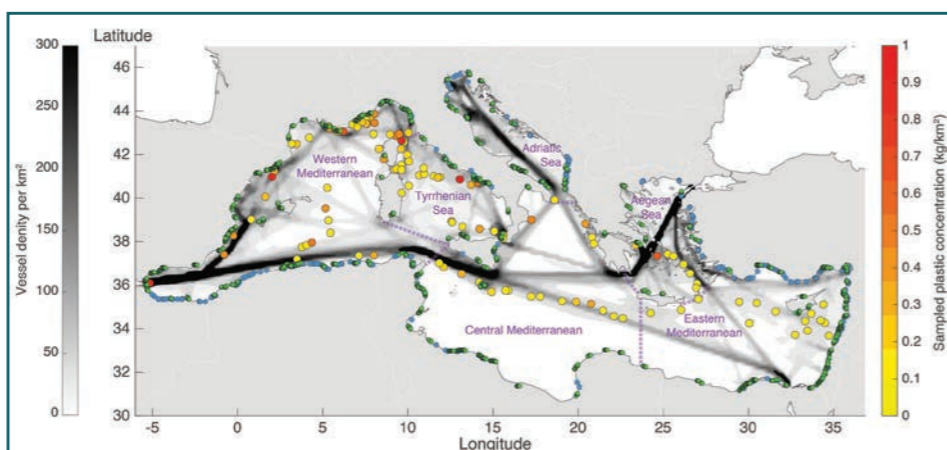 Latitude
Vessel denity per km²
300
250
200
150
100
50
0
46
44
42
40
38
36
34
32
30
-5
0
5
10
15
20
25
30
35
Longitude
Western
Mediterranean
Tyrrhenian
Sea
Adriatic
Sea
Aegean
Sea
Central Mediterranean
Eastern
Mediterranean
1
0.9
0.8
0.7
0.6
0.5
0.4
0.3
0.2
0.1
0
Sampled plastic concentration (kg/km²)